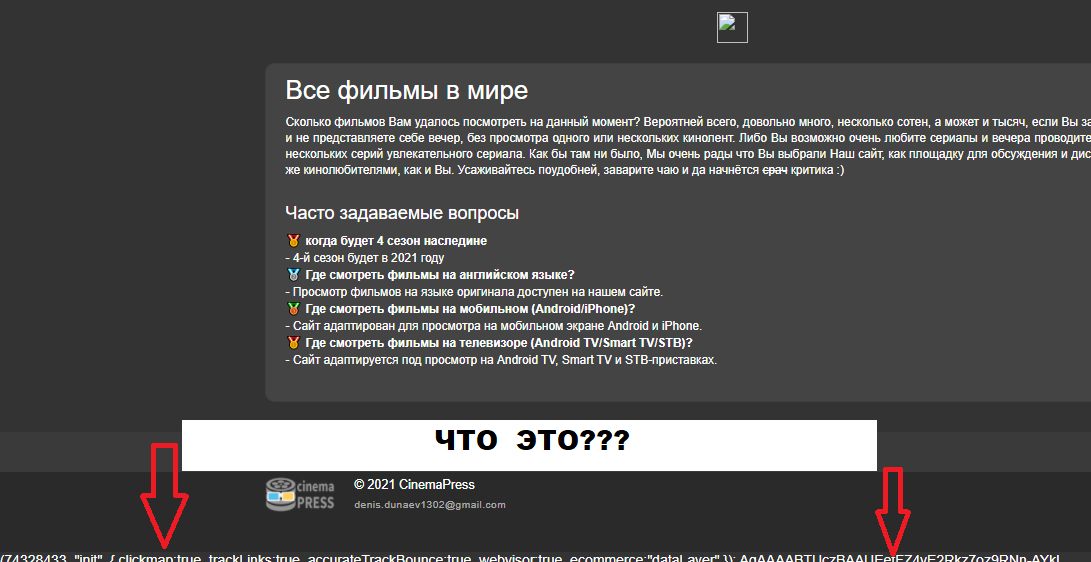 Все фильмы в мире
Сколько фильмов Вам удалось посмотреть на данный момент? Вероятней всего, довольно много, несколько сотен, а может и тысяч, если Вы за
и не представляете себе вечер, без просмотра одного или нескольких кинолент. Либо Вы возможно очень любите сериалы и вечера проводите
нескольких серий увлекательного сериала. Как бы там ни было, Мы очень рады что Вы выбрали Наш сайт, как площадку для обсуждения и дис
же кинолюбителями, как и Вы. Усаживайтесь поудобней, заварите чаю и да начнётся срач критика :)
Часто задаваемые вопросы
когда будет 4 сезон наследине
- 4-й сезон будет в 2021 году
Где смотреть фильмы на английском языке?
- Просмотр фильмов на языке оригинала доступен на нашем сайте.
Где смотреть фильмы на мобильном (Android/iPhone)?
- Сайт адаптирован для просмотра на мобильном экране Android и iPhone.
Где смотреть фильмы на телевизоре (Android TV/Smart TV/STB)?
- Сайт адаптируется под просмотр на Android TV, Smart TV и STB-приставках.
ЧТО ЭТО???
cinema
PRESS
© 2021 CinemaPress
denis.dunaev1302@gmail.com
(74328433, "init", { clickmap:true, trackLinks:true, accurateTrackBounce:true, webvisor:true, ecommerce:"dataLayer" });